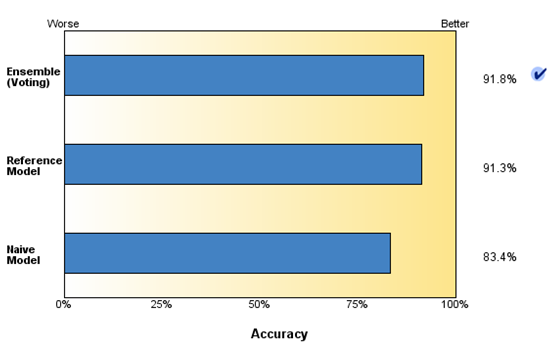 Worse
Better
Ensemble
(Voting)
91.8%
Reference
Model
91.3%
Naive
Model
83.4%
0%
25%
50%
75%
100%
Accuracy